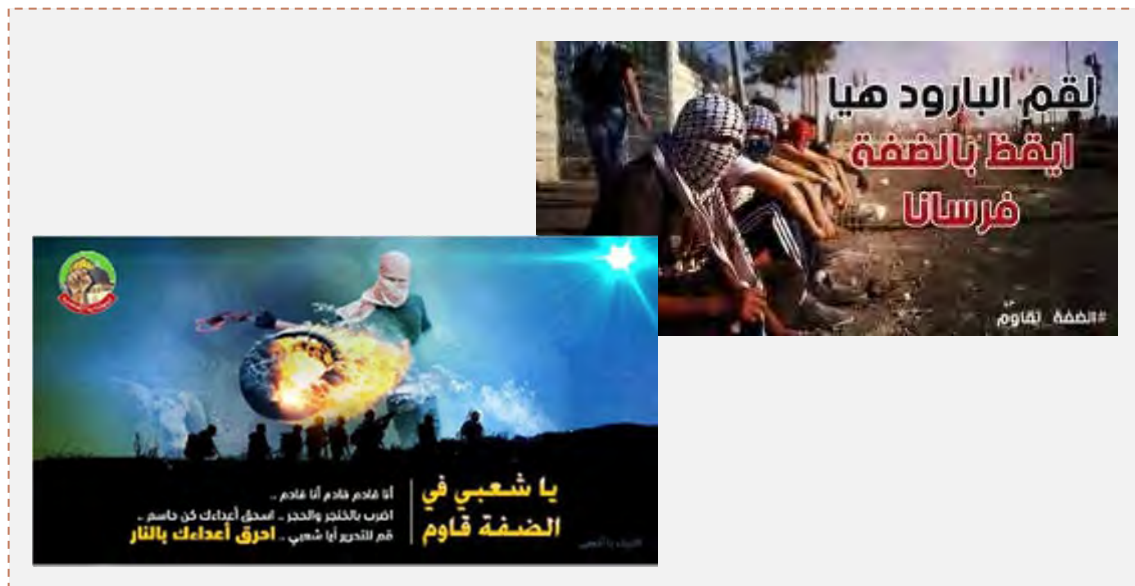 لقم البارود هيا
ايقظ بالضفة
فرسانا
#الضفة_تقاوم
يا شعبي في
الضفة قاوم
أنا قادم قادم أنا قادم ..
اضرب بالخنجر والحجر .. اسحق أعداءك كن حاسم ..
قم للتحرير أيا شعبي .. احرق أعداءك بالنار